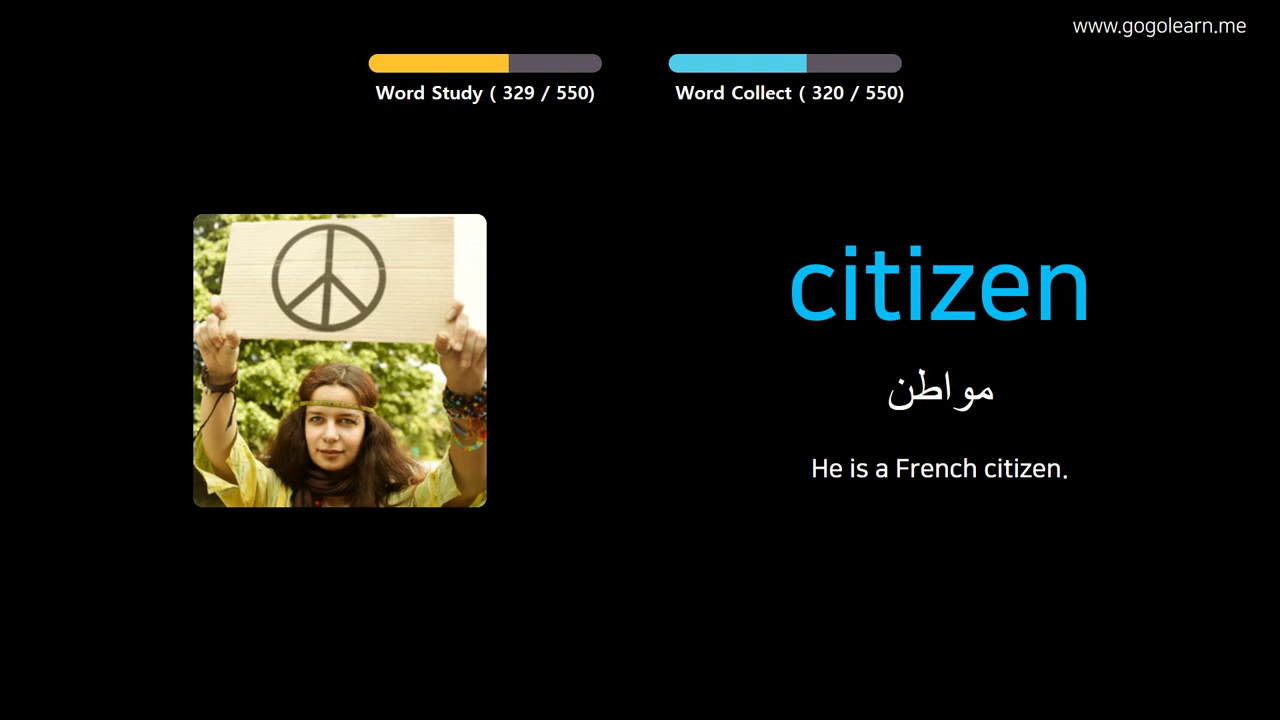 www.gogolearn.me
Word Study ( 329 / 550)
Word Collect ( 320 / 550)
citizen
مواطن
He is a French citizen.